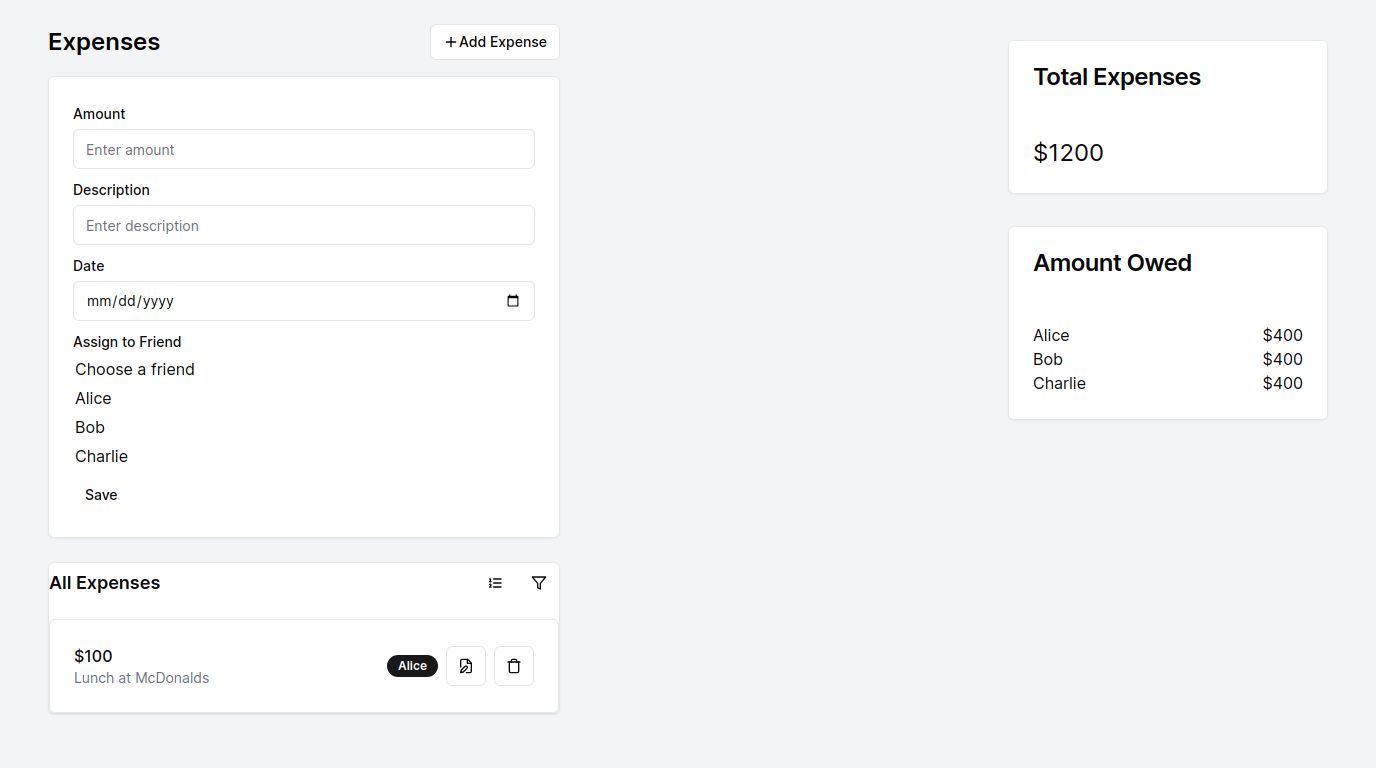 Expenses
Add Expense
Amount
Enter amount
Description
Enter description
Date
mm/dd/yyyy
Assign to Friend
Choose a friend
Alice
Bob
Charlie
Save
All Expenses
$100
Lunch at McDonalds
Alice
Total Expenses
$1200
Amount Owed
Alice $400
Bob $400
Charlie $400